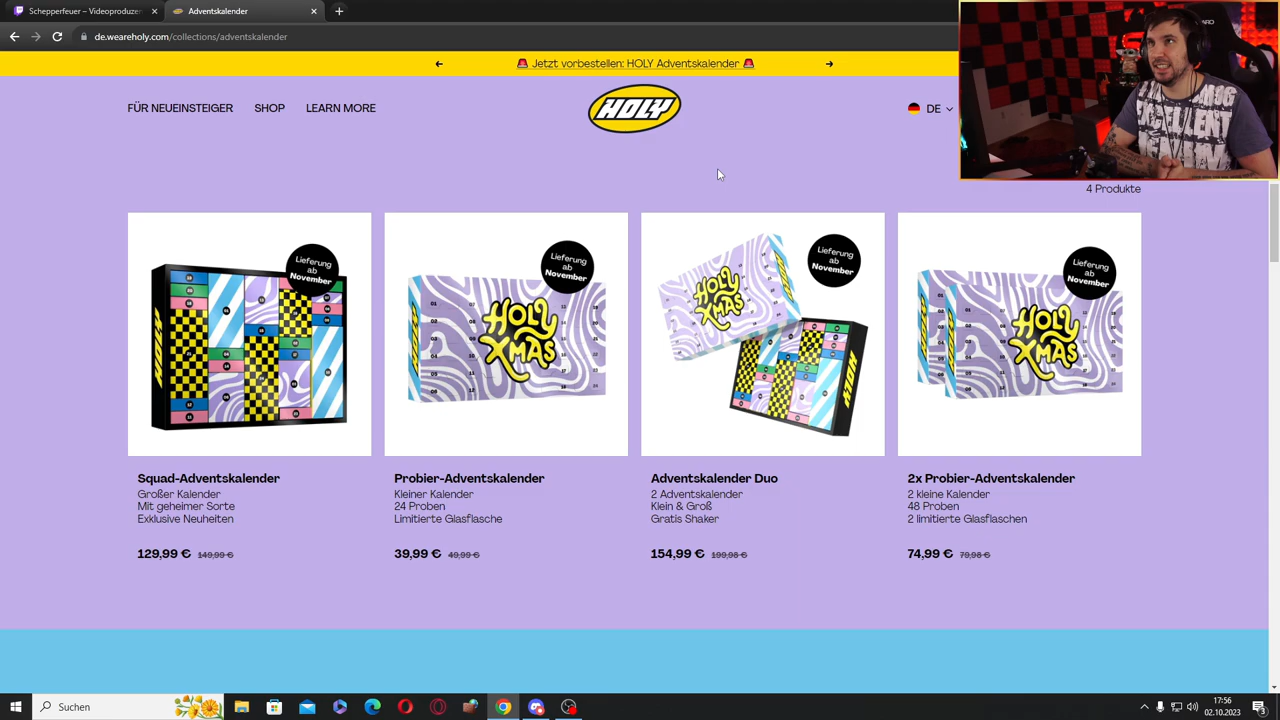 Schepperfeuer – Videoproduzer
Adventskalender
de.weareholy.com/collections/adventskalender
🚨 Jetzt vorbestellen: HOLY Adventskalender 🚨
FÜR NEUEINSTEIGER
SHOP
LEARN MORE
HOLY
DE
4 Produkte
Lieferung
ab
November
HOLY
Lieferung
ab
November
HOLY
XMAS
Lieferung
ab
November
HOLY
XMAS
HOLY
Lieferung
ab
November
HOLY
XMAS
Squad-Adventskalender
Großer Kalender
Mit geheimer Sorte
Exklusive Neuheiten
129,99 € 149,99 €
Probier-Adventskalender
Kleiner Kalender
24 Proben
Limitierte Glasflasche
39,99 € 49,99 €
Adventskalender Duo
2 Adventskalender
Klein & Groß
Gratis Shaker
154,99 € 199,98 €
2x Probier-Adventskalender
2 kleine Kalender
48 Proben
2 limitierte Glasflaschen
74,99 € 79,98 €
Suchen
17:56
02.10.2023